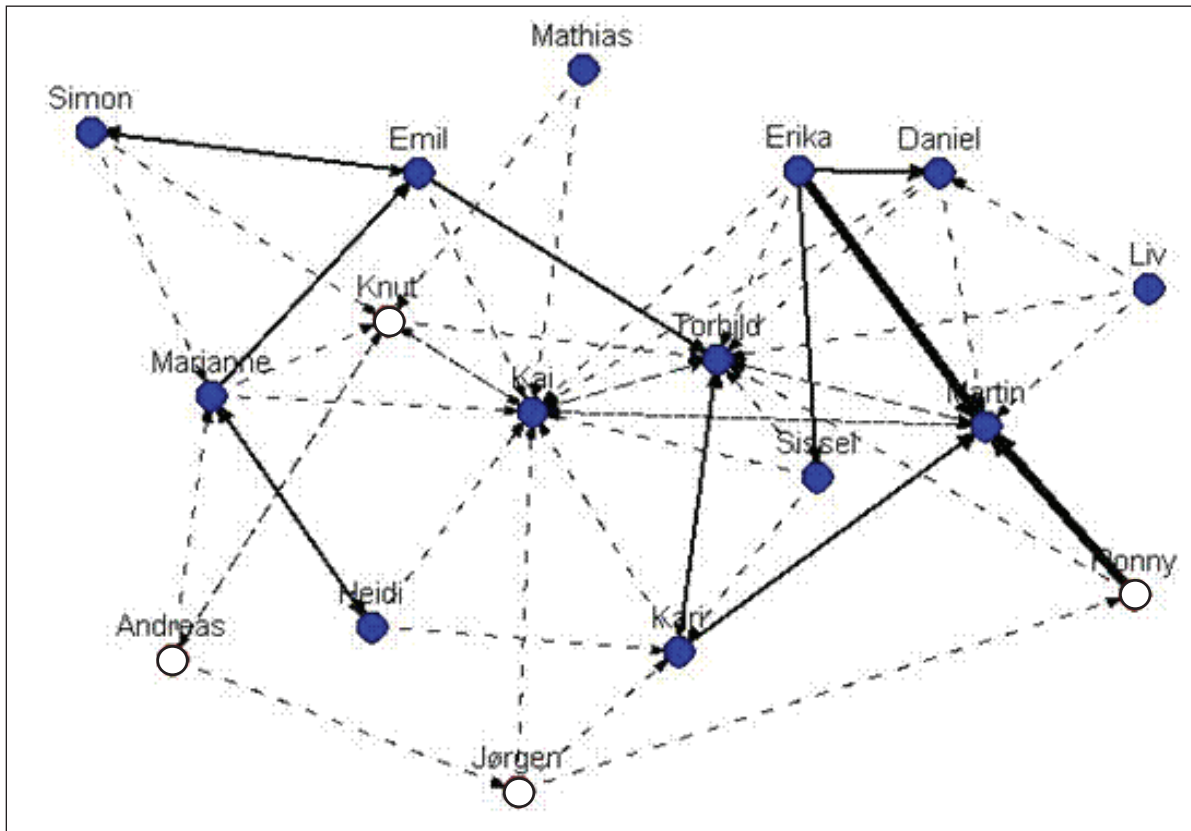 Mathias
Simon
Emil
Erika
Daniel
Liv
Knut
Torhild
Marianne
Kai
Martin
Sissel
Ronny
Heidi
Andreas
Kari
Jørgen